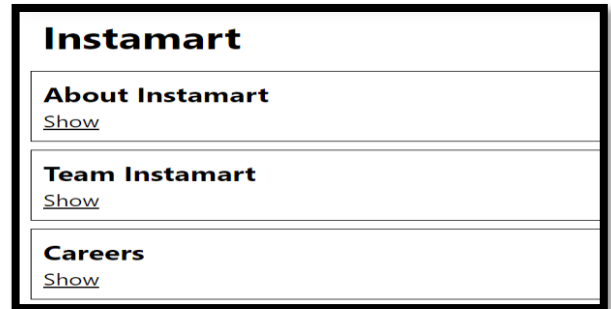 Instamart
About Instamart
Show
Team Instamart
Show
Careers
Show